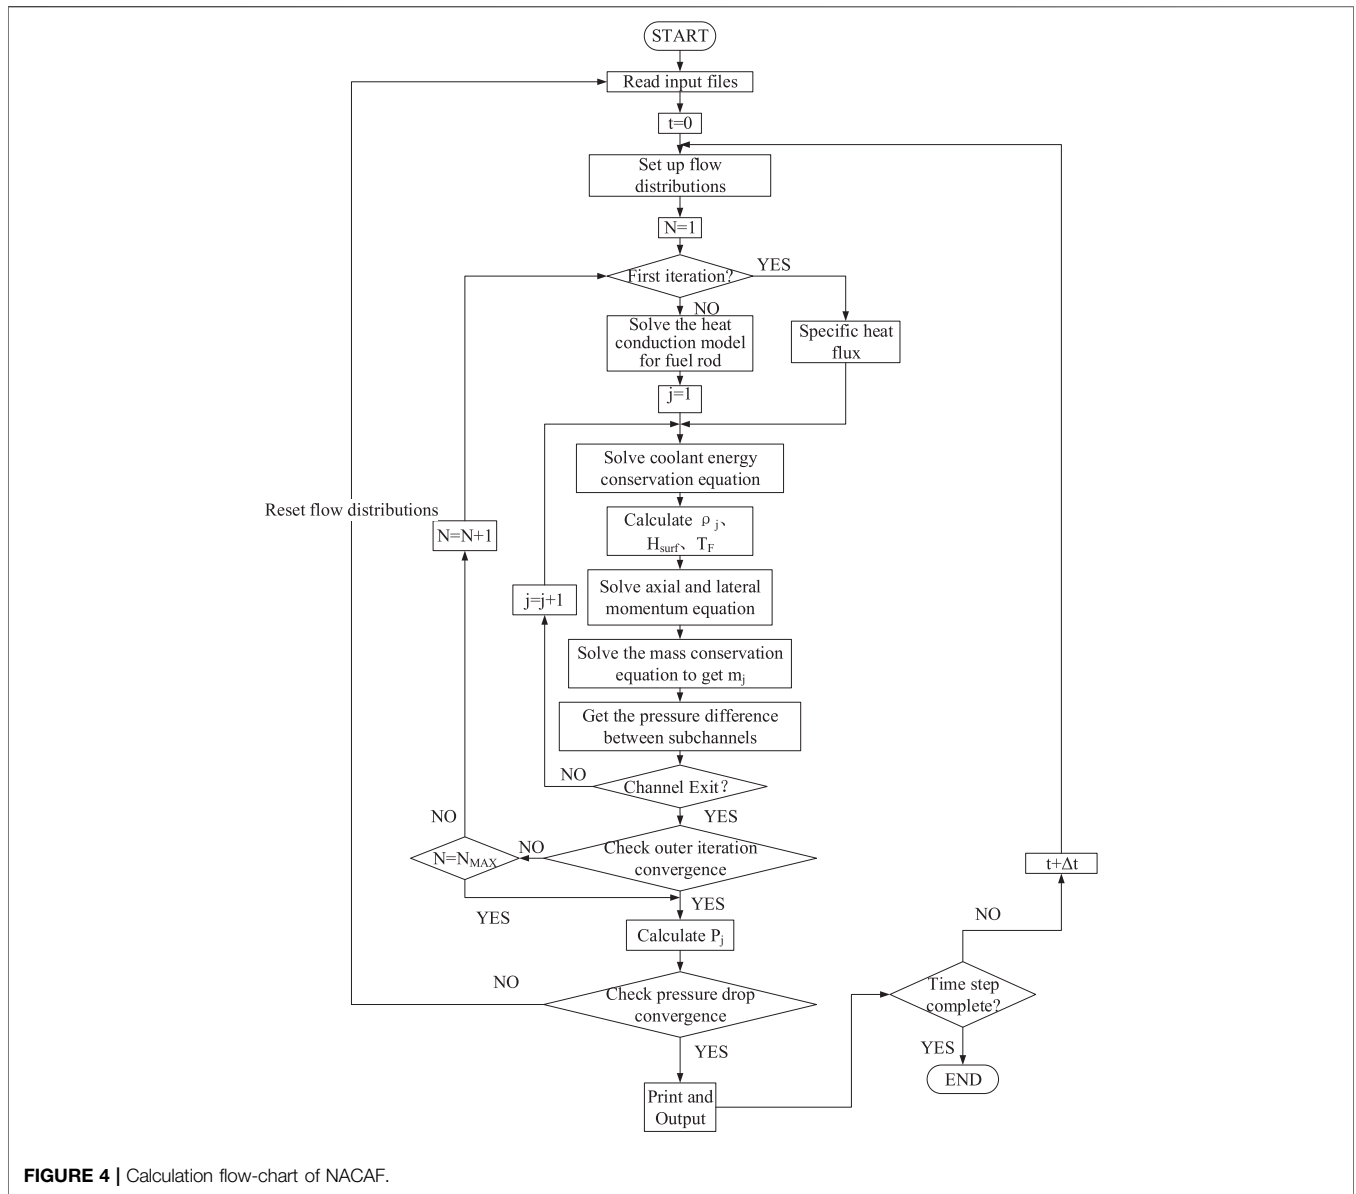 START
Read input files
t=0
Set up flow
distributions
N=1
First iteration?
YES
NO
Solve the heat
conduction model
for fuel rod
Specific heat
flux
j=1
Solve coolant energy
conservation equation
Reset flow distributions
Calculate ρ j、
Hsurf、 TF
N=N+1
Solve axial and lateral
momentum equation
j=j+1
Solve the mass conservation
equation to get mj
Get the pressure difference
between subchannels
NO
Channel Exit?
YES
NO
N=NMAX
NO
Check outer iteration
convergence
t+Δt
YES
YES
NO
Calculate Pj
NO
Check pressure drop
convergence
Time step
complete?
YES
YES
END
Print and
Output
FIGURE 4 | Calculation flow-chart of NACAF.